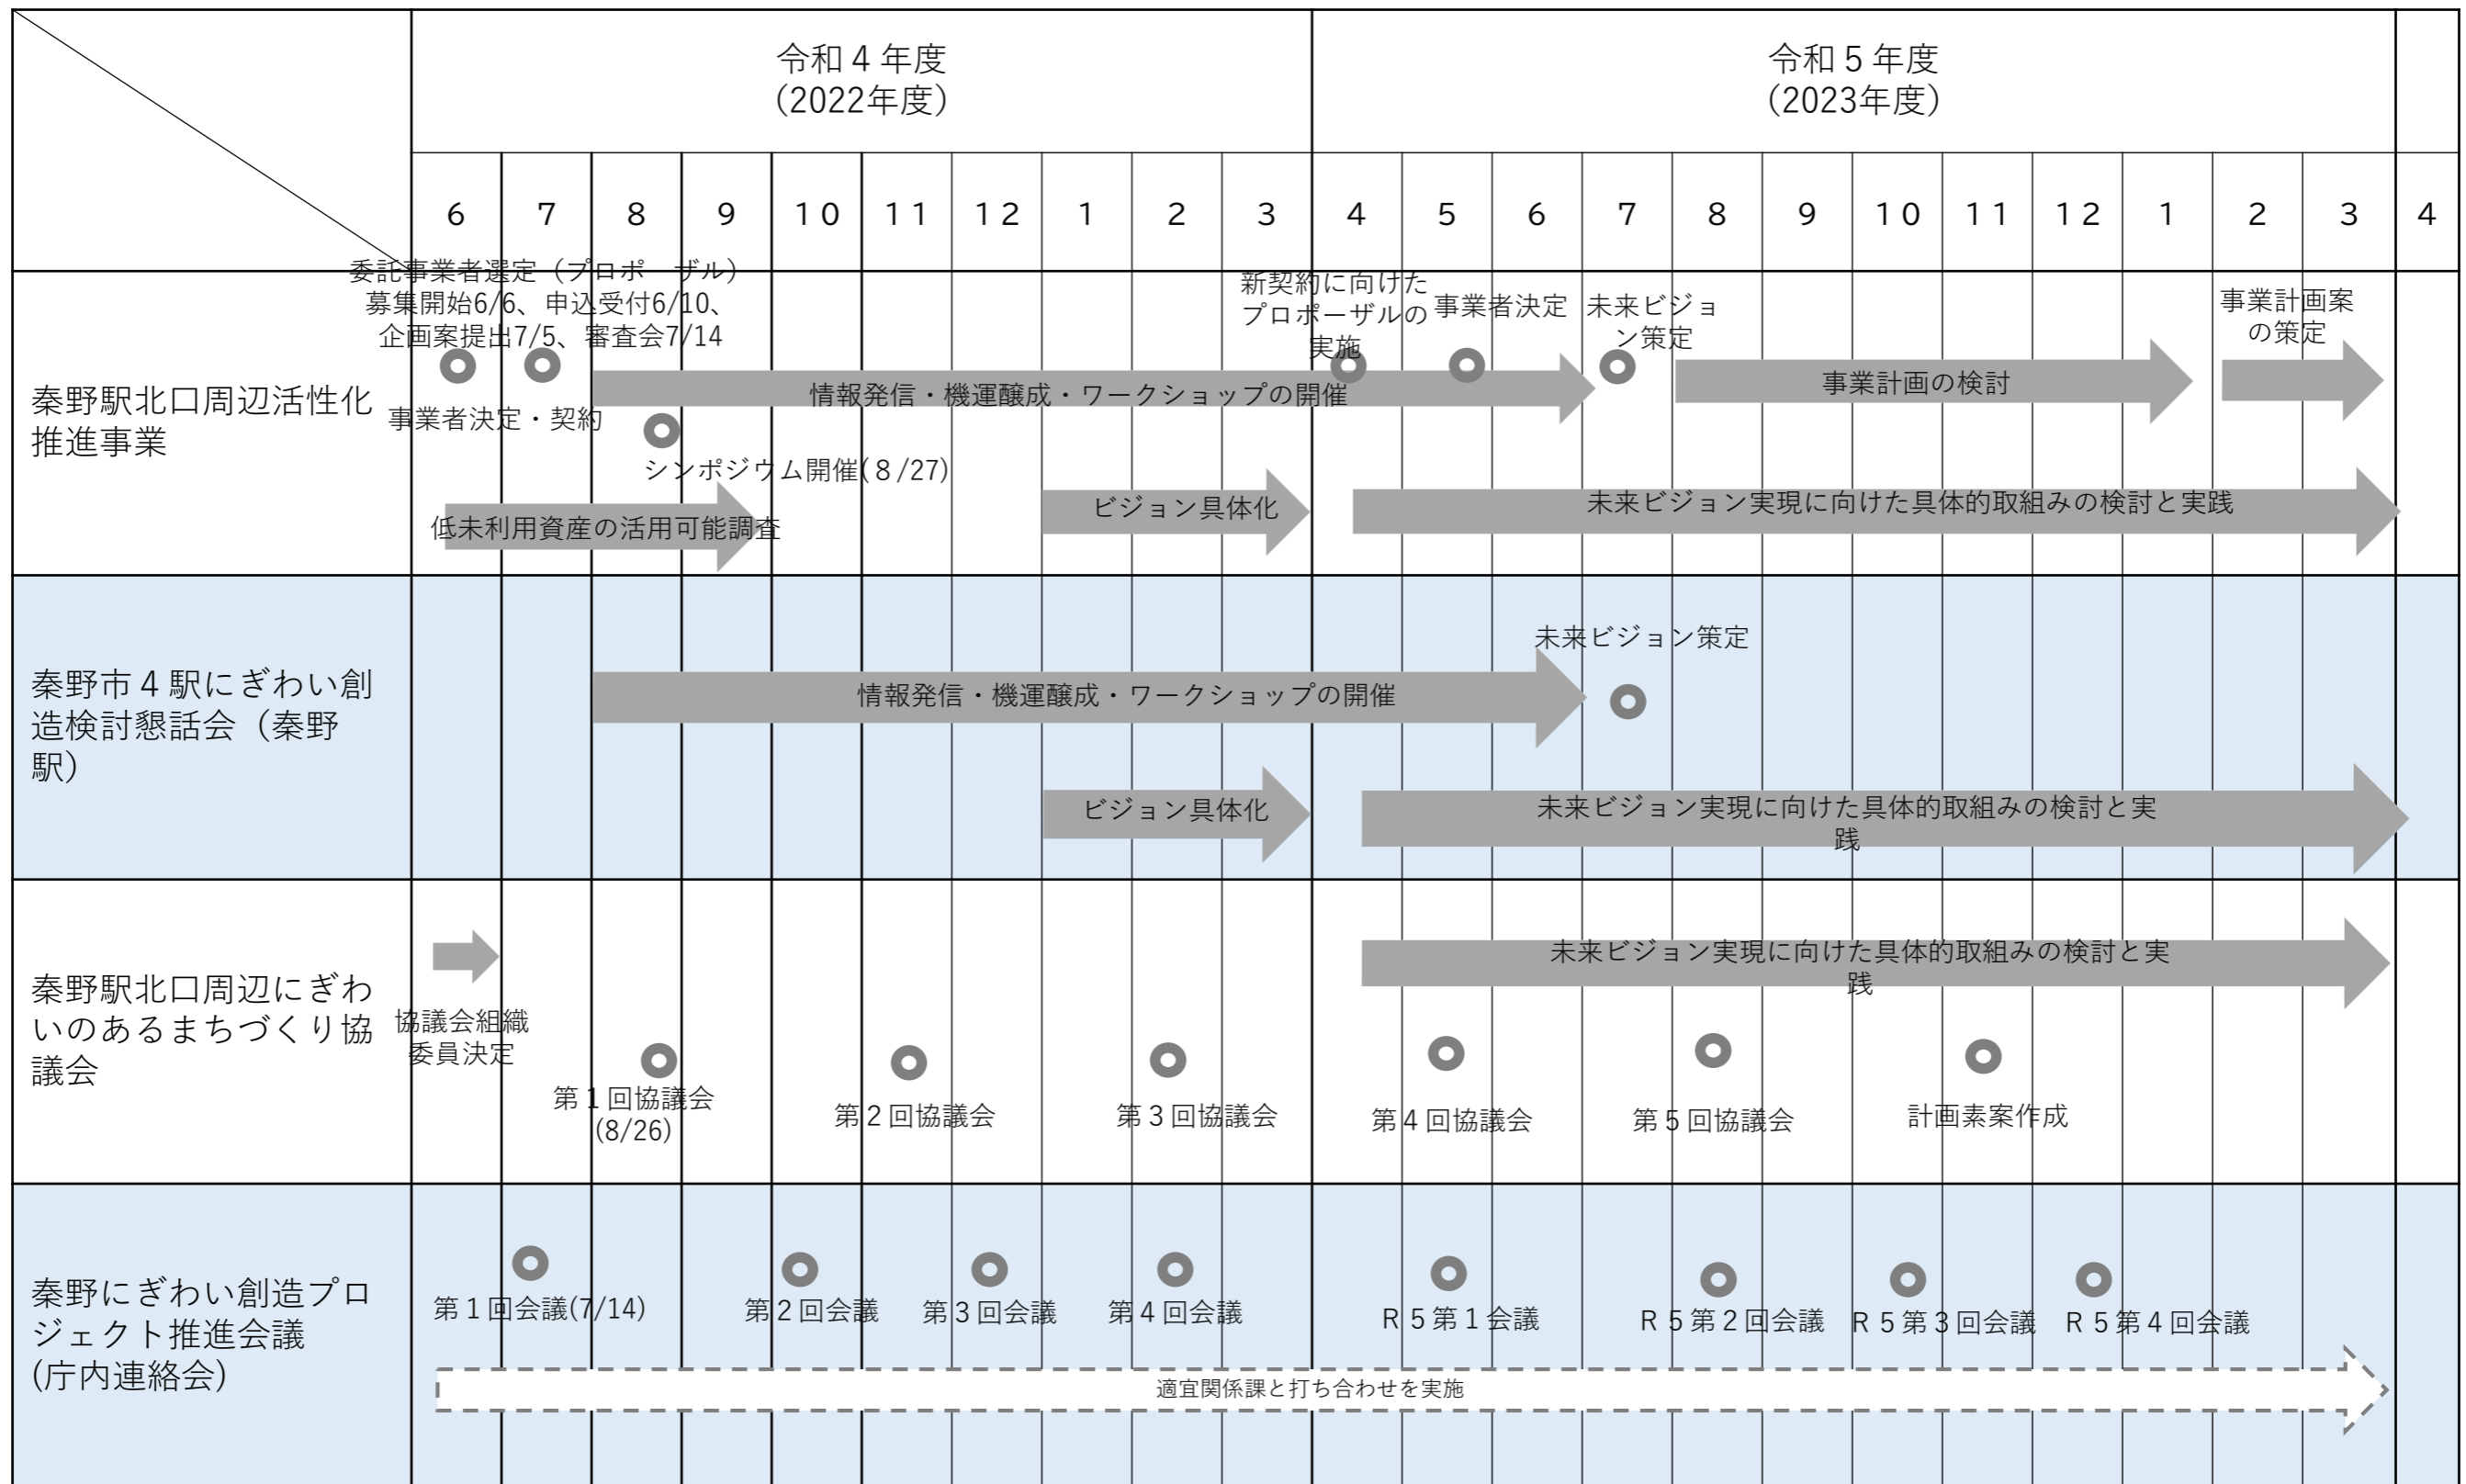 令和４年度
(2022年度)
令和５年度
(2023年度)
6 7 8 9 １０ １１ １２ 1 2 3 4 5 6 7 8 9 １０ １１ １２ 1 2 3 4
秦野駅北口周辺活性化
推進事業
委託事業者選定（プロポーザル）
募集開始6/6、申込受付6/10、
企画案提出7/5、審査会7/14
事業者決定・契約
新契約に向けた
プロポーザルの
実施
事業者決定
未来ビジョ
ン策定
事業計画案
の策定
情報発信・機運醸成・ワークショップの開催
事業計画の検討
シンポジウム開催(８/27)
低未利用資産の活用可能調査
ビジョン具体化
未来ビジョン実現に向けた具体的取組みの検討と実践
秦野市４駅にぎわい創
造検討懇話会（秦野
駅）
未来ビジョン策定
情報発信・機運醸成・ワークショップの開催
ビジョン具体化
未来ビジョン実現に向けた具体的取組みの検討と実
践
秦野駅北口周辺にぎわ
いのあるまちづくり協
議会
未来ビジョン実現に向けた具体的取組みの検討と実
践
協議会組織
委員決定
第１回協議会
(8/26)
第２回協議会
第３回協議会
第４回協議会
第５回協議会
計画素案作成
秦野にぎわい創造プロ
ジェクト推進会議
(庁内連絡会)
第１回会議(7/14)
第２回会議
第３回会議
第４回会議
Ｒ５第１会議
Ｒ５第２回会議
Ｒ５第３回会議
Ｒ５第４回会議
適宜関係課と打ち合わせを実施